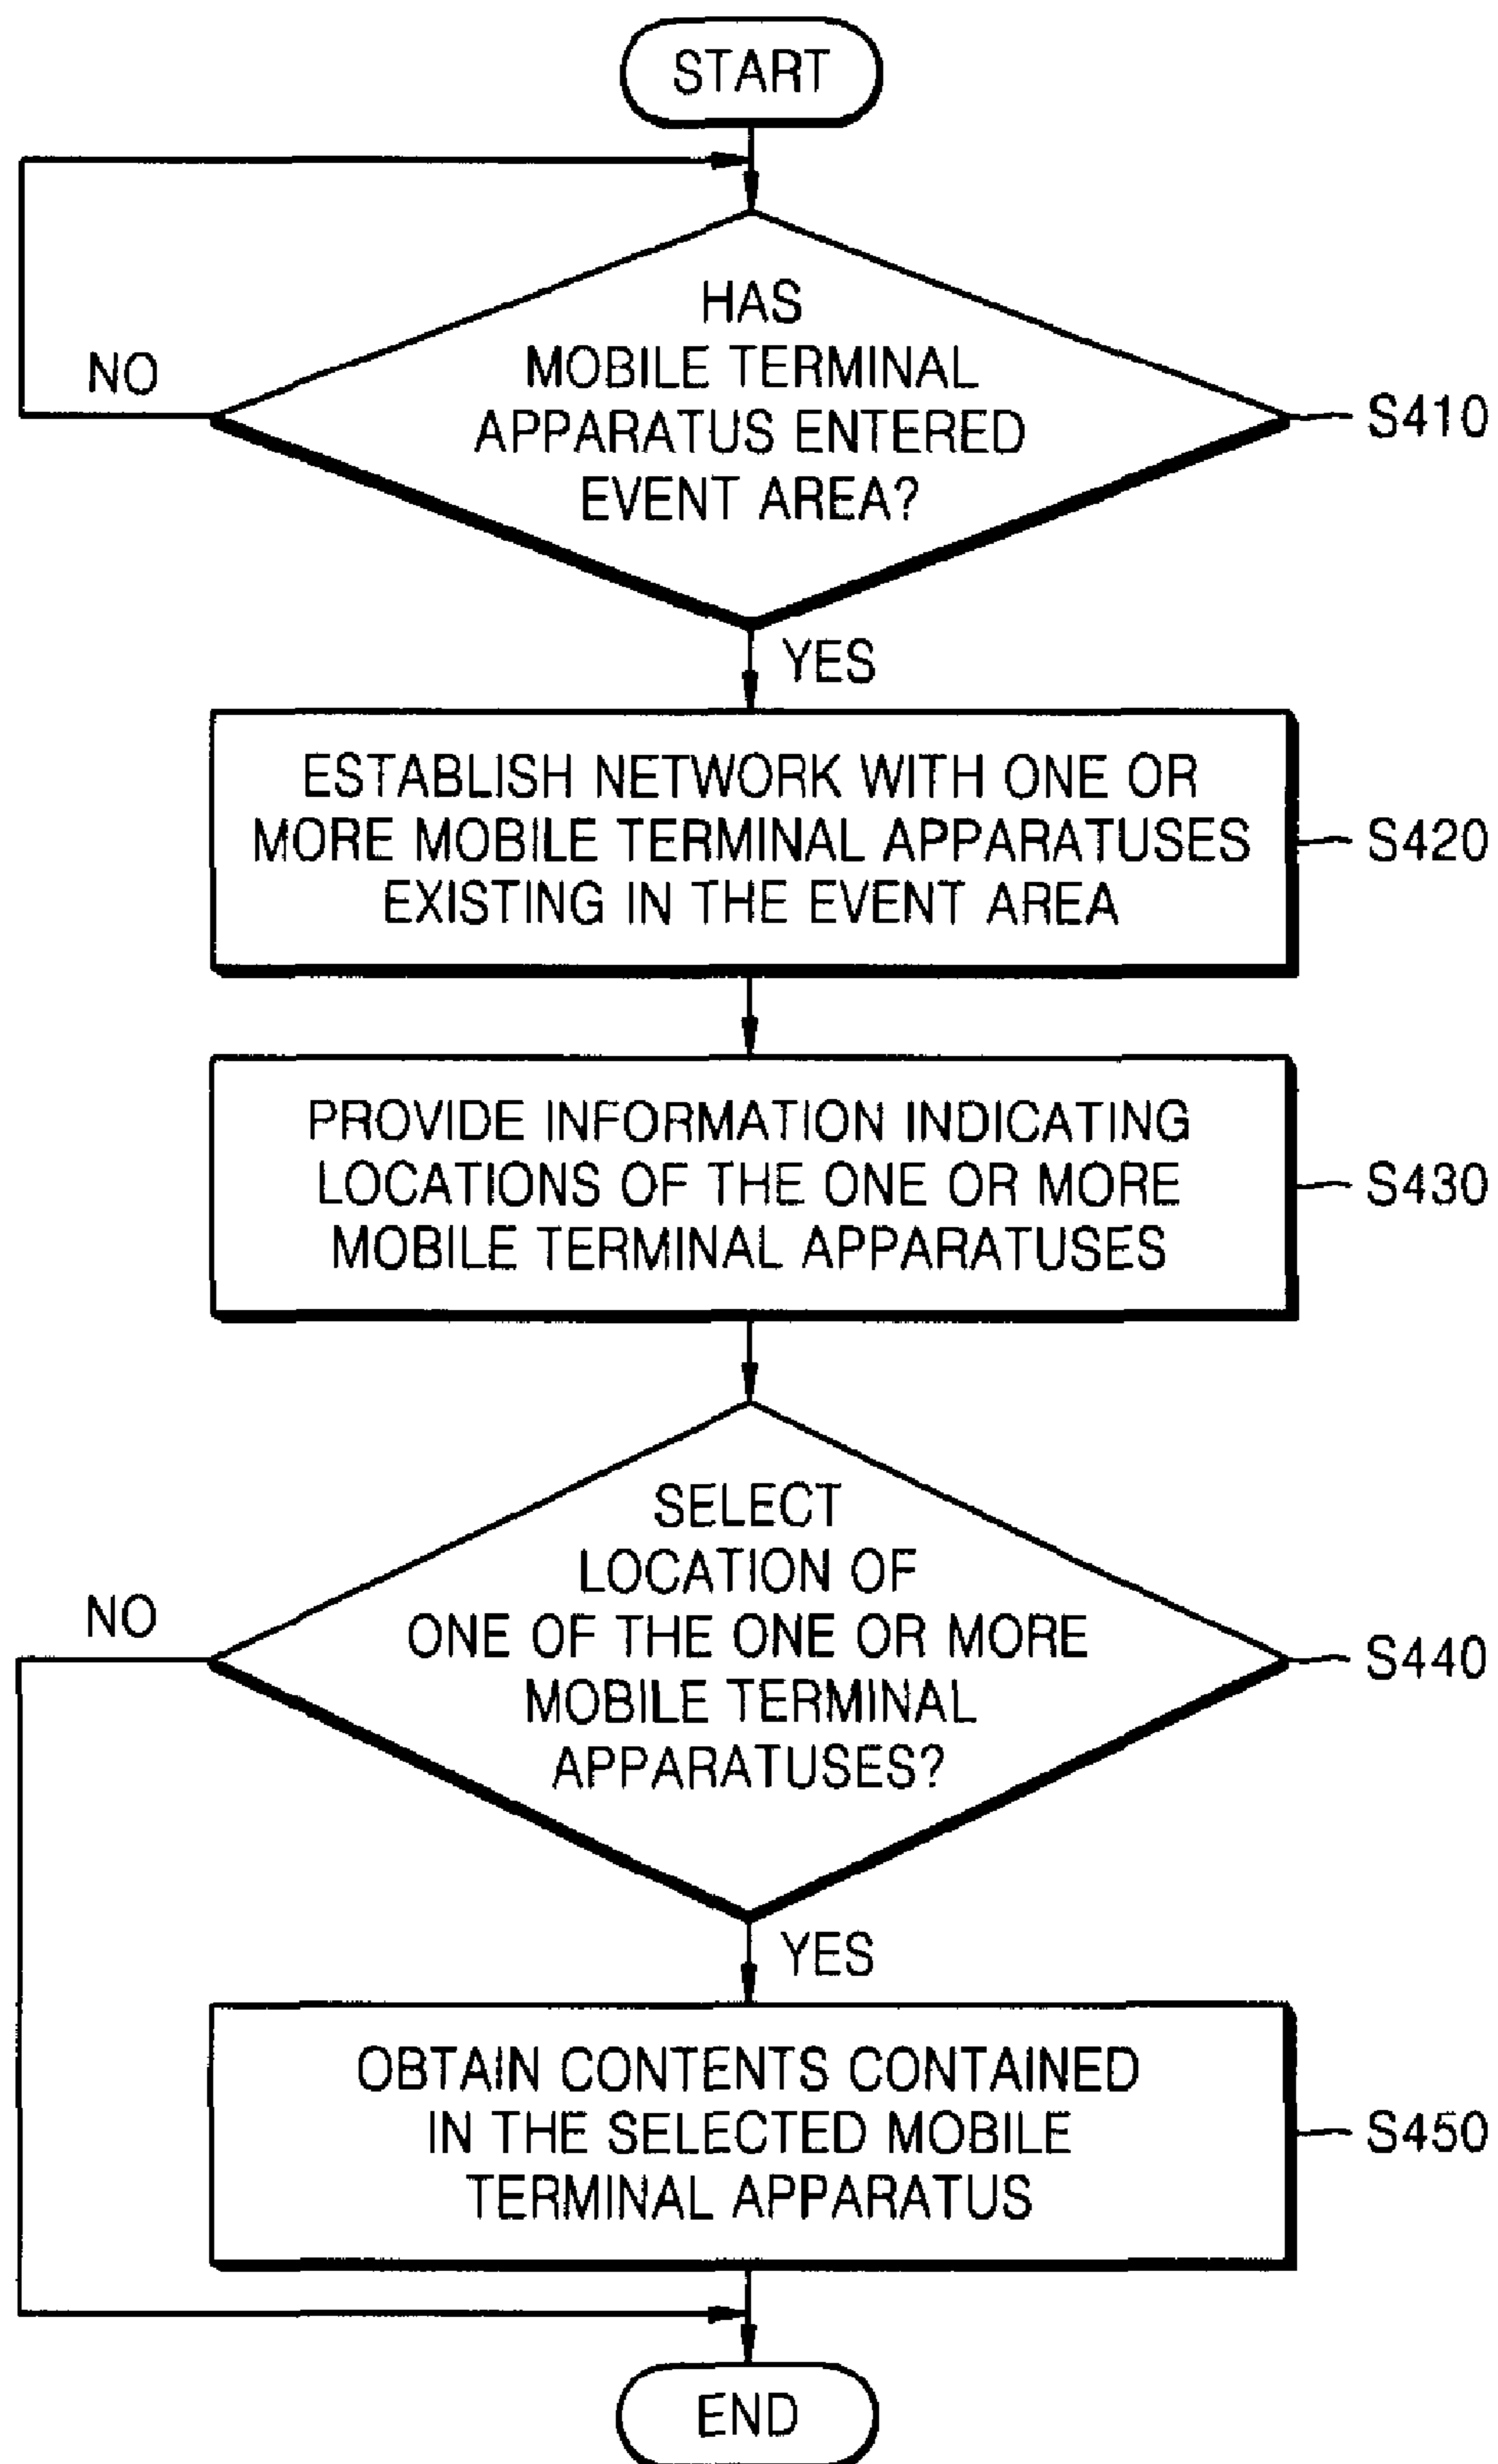 START
HAS
MOBILE TERMINAL
APPARATUS ENTERED
EVENT AREA?
NO
S410
YES
ESTABLISH NETWORK WITH ONE OR
MORE MOBILE TERMINAL APPARATUSES
EXISTING IN THE EVENT AREA
S420
PROVIDE INFORMATION INDICATING
LOCATIONS OF THE ONE OR MORE
MOBILE TERMINAL APPARATUSES
S430
SELECT
LOCATION OF
ONE OF THE ONE OR MORE
MOBILE TERMINAL
APPARATUSES?
NO
S440
YES
OBTAIN CONTENTS CONTAINED
IN THE SELECTED MOBILE
TERMINAL APPARATUS
S450
END